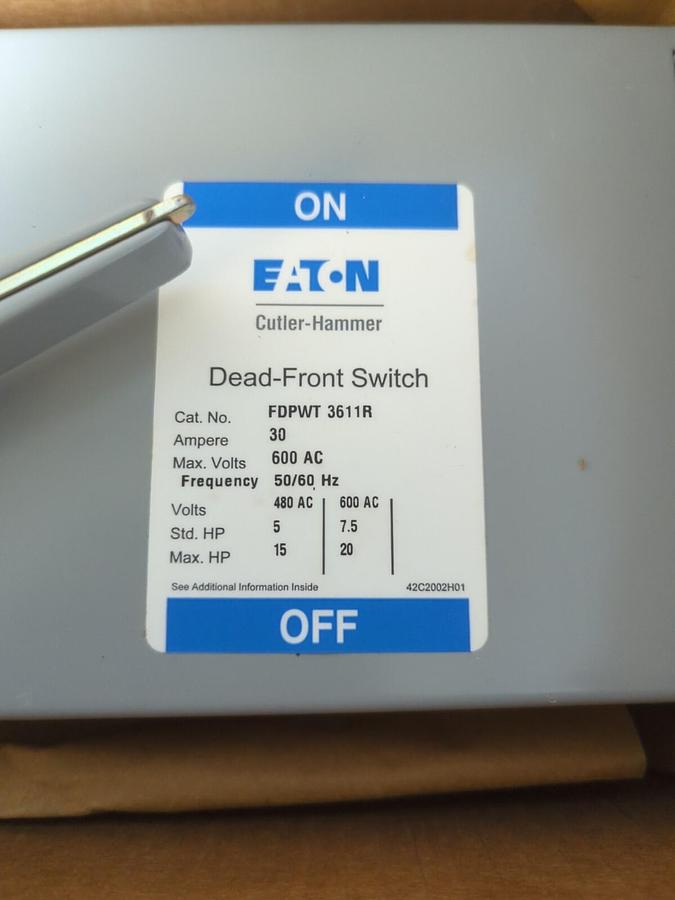 ON
EATON
Cutler-Hammer
Dead-Front Switch
Cat. No. FDPWT 3611R
Ampere 30
Max. Volts 600 AC
Frequency 50/60 Hz
Volts 480 AC 600 AC
Std. HP 5 7.5
Max. HP 15 20
See Additional Information Inside 42C2002H01
OFF